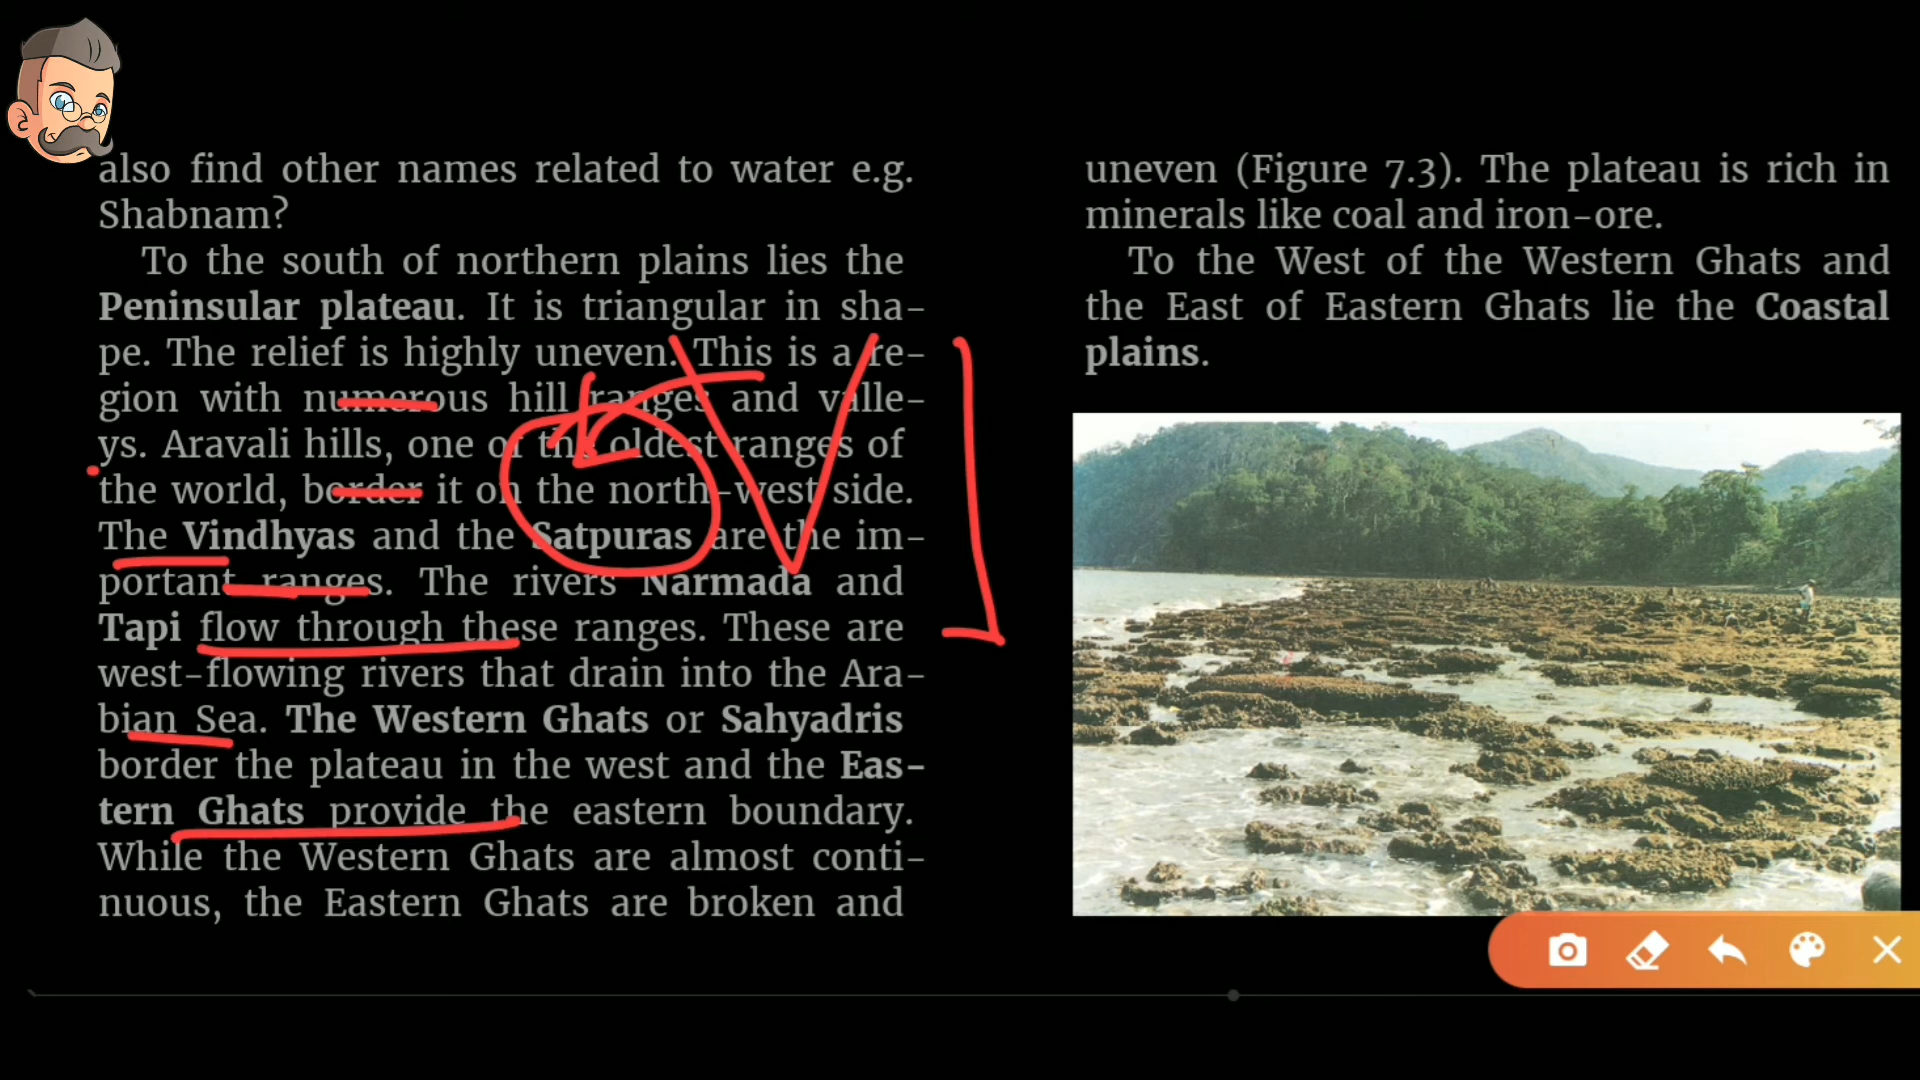 also find other names related to water e.g.
Shabnam?
To the south of northern plains lies the
Peninsular plateau. It is triangular in sha-
pe. The relief is highly uneven. This is a re-
gion with numerous hill ranges and valle-
ys. Aravali hills, one of the oldest ranges of
the world, border it on the north-west side.
The Vindhyas and the Satpuras are the im-
portant ranges. The rivers Narmada and
Tapi flow through these ranges. These are
west-flowing rivers that drain into the Ara-
bian Sea. The Western Ghats or Sahyadris
border the plateau in the west and the Eas-
tern Ghats provide the eastern boundary.
While the Western Ghats are almost conti-
nuous, the Eastern Ghats are broken and
uneven (Figure 7.3). The plateau is rich in
minerals like coal and iron-ore.
To the West of the Western Ghats and
the East of Eastern Ghats lie the Coastal
plains.